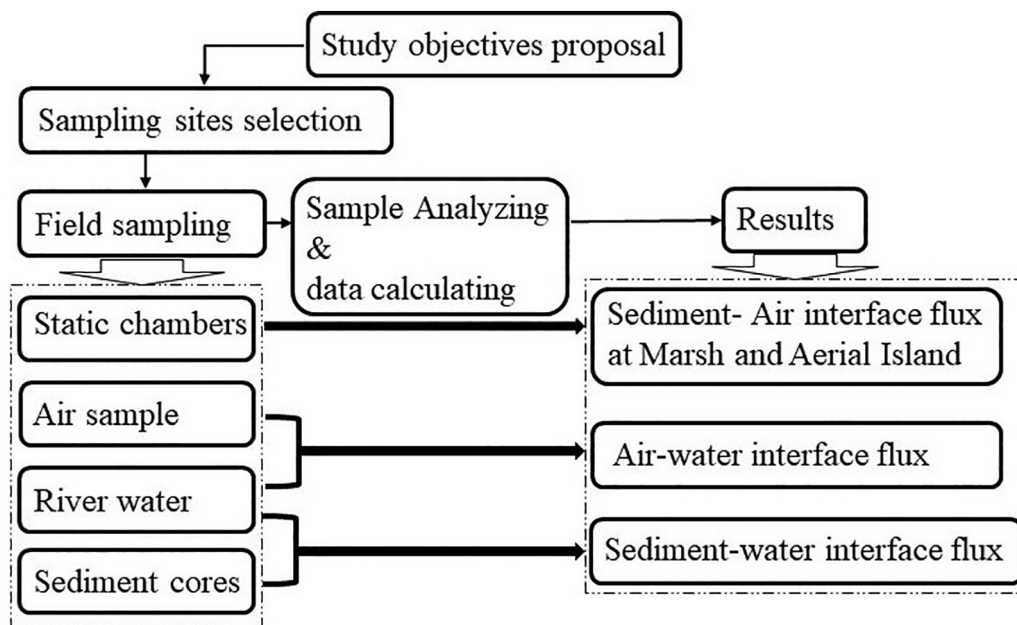 Study objectives proposal
Sampling sites selection
Field sampling
Sample Analyzing
&
data calculating
Results
Static chambers
Air sample
River water
Sediment cores
Sediment- Air interface flux
at Marsh and Aerial Island
Air-water interface flux
Sediment-water interface flux